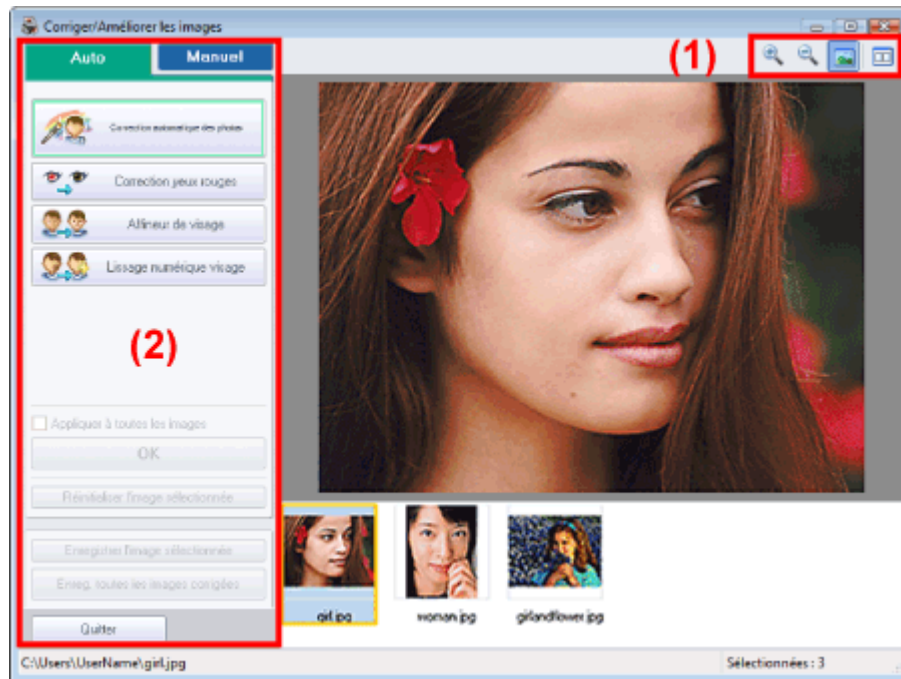 Corriger/Améliorer les images
Auto
Manuel
(1)
Correction automatique des photos
Correction yeux rouges
Affineur de visage
Lissage numérique visage
(2)
Appliquer à toutes les images
OK
Réinitialiser l'image sélectionnée
Enregistrer l'image sélectionnée
Enreg. toutes les images corrigées
Quitter
girl.jpg
woman.jpg
girlandflower.jpg
C:\Users\UserName\girl.jpg
Sélectionnées : 3